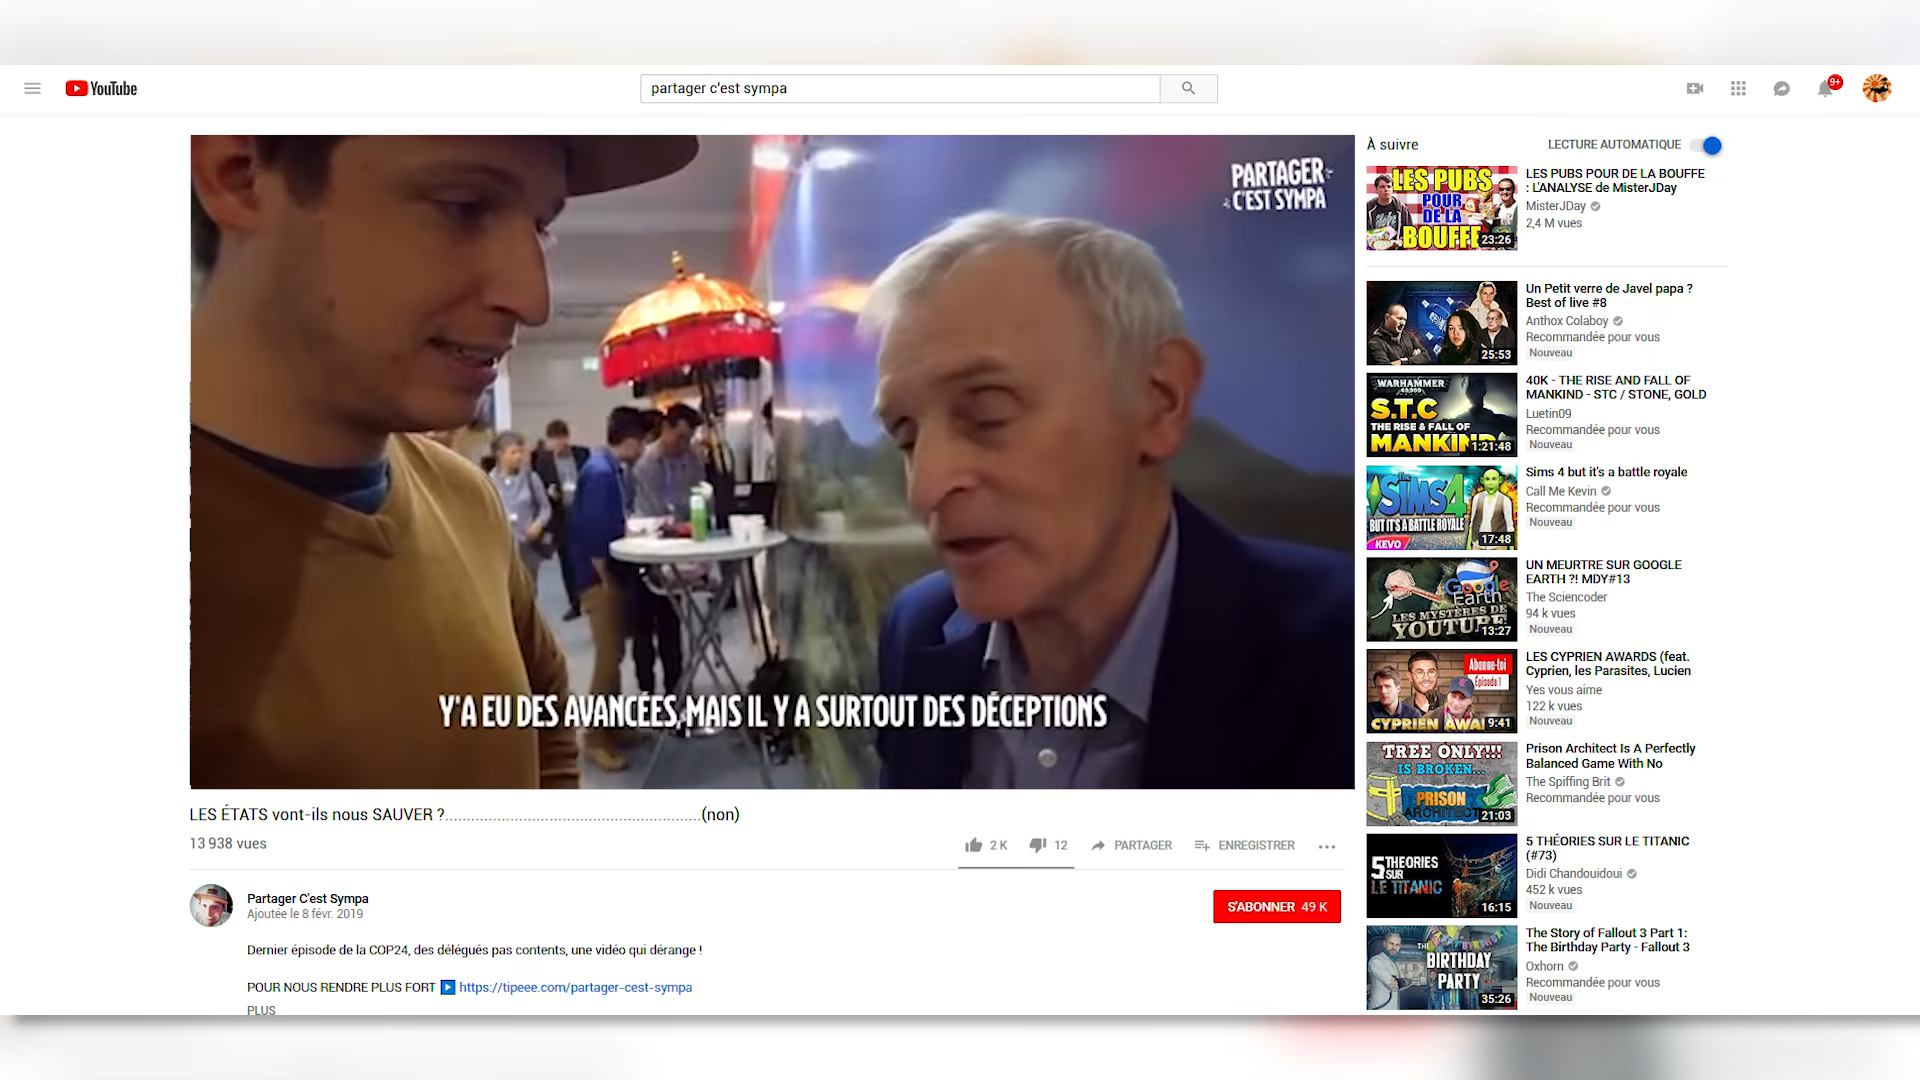 YouTube
partager c'est sympa
9+
PARTAGER
C'EST SYMPA
Y'A EU DES AVANCÉES, MAIS IL Y A SURTOUT DES DÉCEPTIONS
LES ÉTATS vont-ils nous SAUVER ?...........................................................(non)
13 938 vues
2 K
12
PARTAGER
ENREGISTRER
Partager C'est Sympa
Ajoutée le 8 févr. 2019
S'ABONNER 49 K
Dernier épisode de la COP24, des délégués pas contents, une vidéo qui dérange !
POUR NOUS RENDRE PLUS FORT https://tipeee.com/partager-cest-sympa
PLUS
À suivre
LECTURE AUTOMATIQUE
LES PUBS
POUR
DE LA
BOUFFE
23:26
LES PUBS POUR DE LA BOUFFE
: L'ANALYSE de MisterJDay
MisterJDay
2,4 M vues
25:53
Un Petit verre de Javel papa ?
Best of live #8
Anthox Colaboy
Recommandée pour vous
Nouveau
WARHAMMER
40,000
S.T.C
THE RISE & FALL OF
MANKIND
1:21:48
40K - THE RISE AND FALL OF
MANKIND - STC / STONE, GOLD
Luetin09
Recommandée pour vous
Nouveau
The
SIMS 4
BUT IT'S A BATTLE ROYALE
KEVO
17:48
Sims 4 but it's a battle royale
Call Me Kevin
Recommandée pour vous
Nouveau
Google
Earth
LES MYSTÈRES DE
YOUTUBE
13:27
UN MEURTRE SUR GOOGLE
EARTH ?! MDY#13
The Sciencoder
94 k vues
Nouveau
Abonne-toi
Épisode 1
CYPRIEN AWA
9:41
LES CYPRIEN AWARDS (feat.
Cyprien, les Parasites, Lucien
Yes vous aime
122 k vues
Nouveau
TREE ONLY!!!
IS BROKEN...
PRISON
ARCHITECT
21:03
Prison Architect Is A Perfectly
Balanced Game With No
The Spiffing Brit
Recommandée pour vous
5 THEORIES
SUR
LE TITANIC
16:15
5 THÉORIES SUR LE TITANIC
(#73)
Didi Chandouidoui
452 k vues
Nouveau
THE
BIRTHDAY
PARTY
35:26
The Story of Fallout 3 Part 1:
The Birthday Party - Fallout 3
Oxhorn
Recommandée pour vous
Nouveau